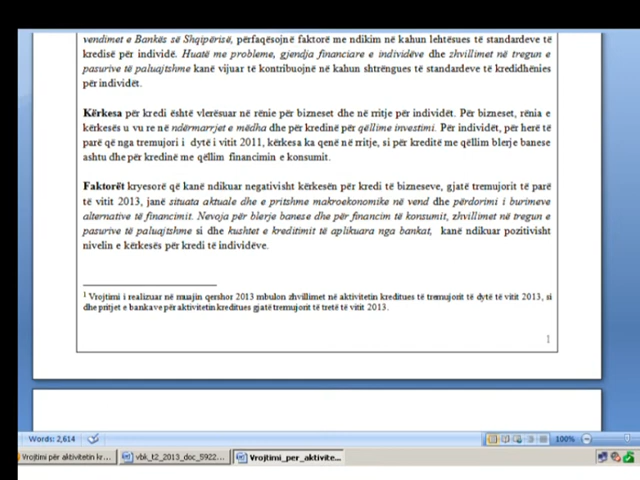 vendimet e Bankës së Shqipërisë, përfaqësojnë faktorë me ndikim në kahun lehtësues të standardeve të
kredisë për individë. Huatë me probleme, gjendja financiare e individëve dhe zhvillimet në tregun e
pasurive të paluajtshme kanë vijuar të kontribuojnë në kahun shtrëngues të standardeve të kredidhënies
për individët.
Kërkesa për kredi është vlerësuar në rënie për bizneset dhe në rritje për individët. Për bizneset, rënia e
kërkesës u vu re në ndërmarrjet e mëdha dhe për kredinë për qëllime investimi. Për individët, për herë të
parë që nga tremujori i dytë i vitit 2011, kërkesa ka qenë në rritje, si për kreditë me qëllim blerje banese
ashtu dhe për kredinë me qëllim financimin e konsumit.
Faktorët kryesorë që kanë ndikuar negativisht kërkesën për kredi të bizneseve, gjatë tremujorit të parë
të vitit 2013, janë situata aktuale dhe e pritshme makroekonomike në vend dhe përdorimi i burimeve
alternative të financimit. Nevoja për blerje banese dhe për financim të konsumit, zhvillimet në tregun e
pasurive të paluajtshme si dhe kushtet e kreditimit të aplikuara nga bankat, kanë ndikuar pozitivisht
nivelin e kërkesës për kredi të individëve.
1 Vrojtimi i realizuar në muajin qershor 2013 mbulon zhvillimet në aktivitetin kreditues të tremujorit të dytë të vitit 2013, si
dhe pritjet e bankave për aktivitetin kreditues gjatë tremujorit të tretë të vitit 2013.
1
Words: 2,614 100%
Vrojtimi për aktivitetin kr... vbk_t2_2013_doc_5922... Vrojtimi_per_aktivite...